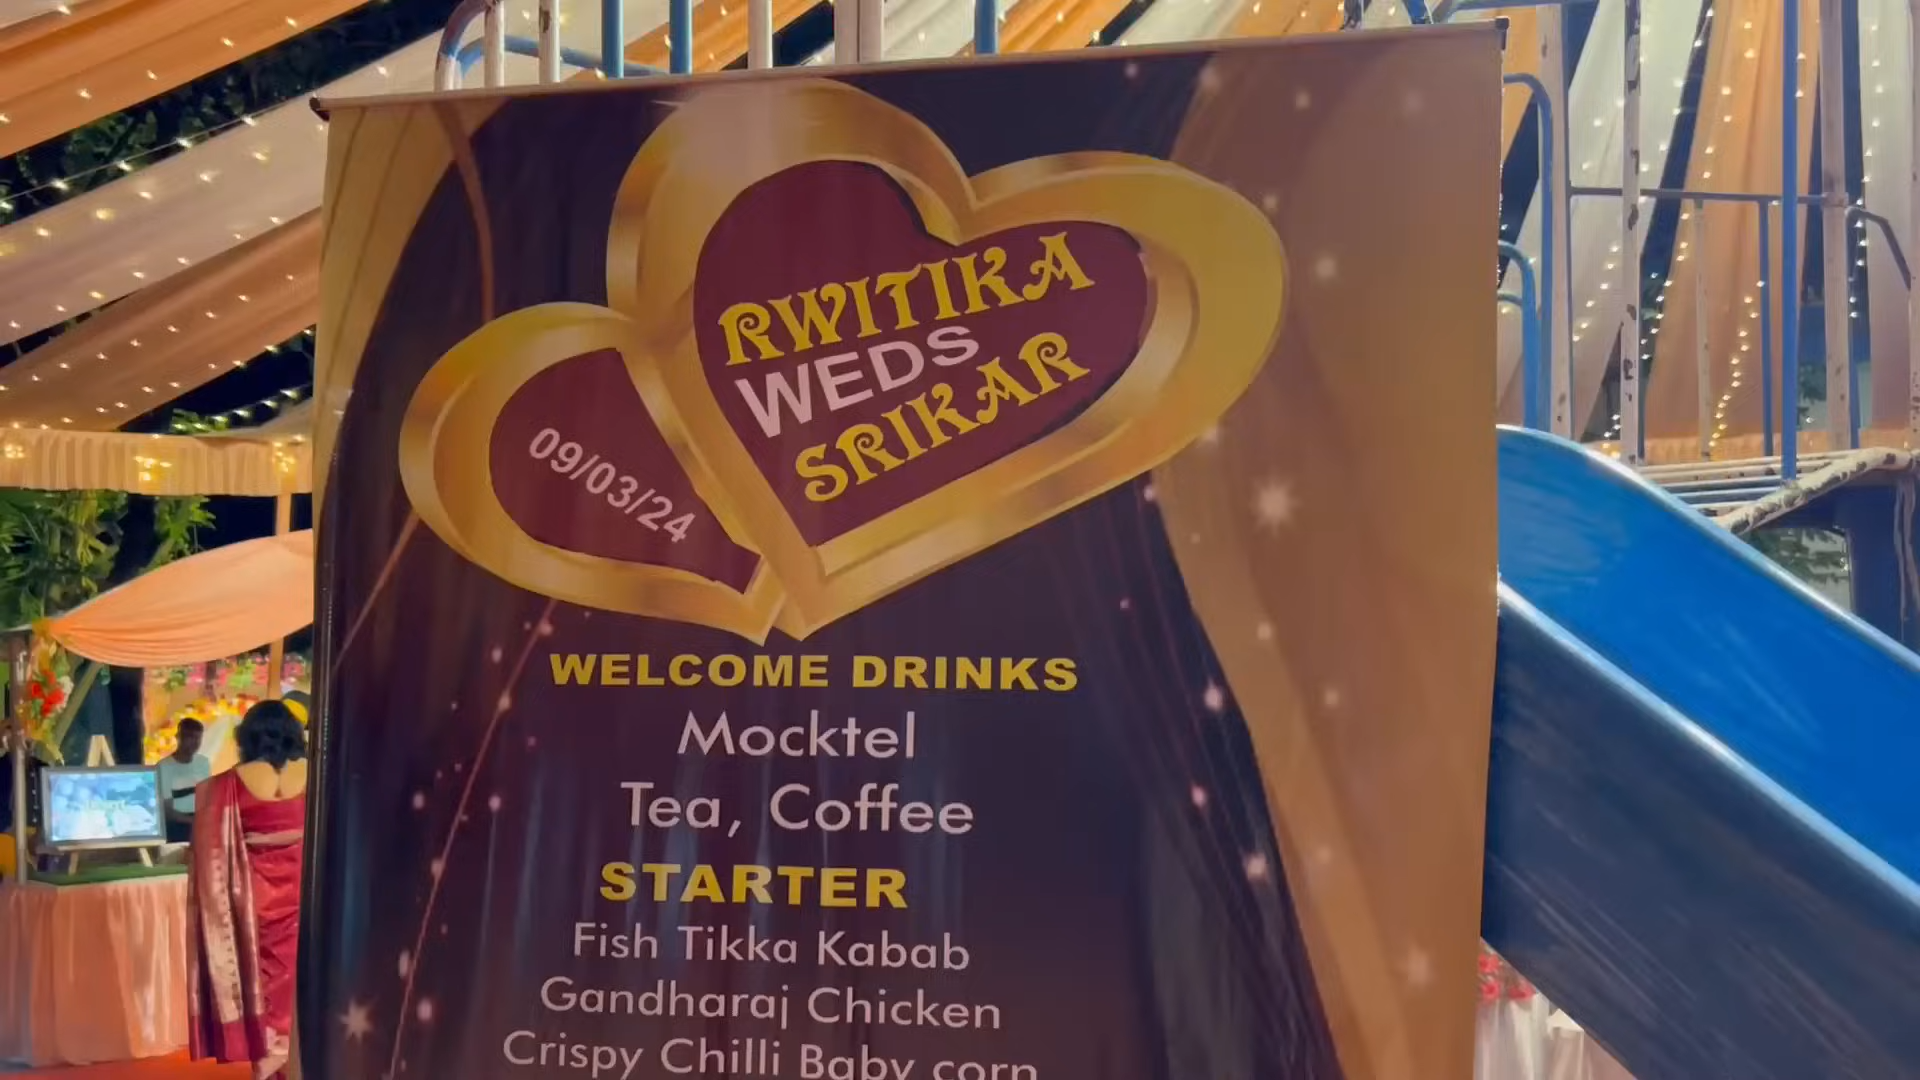 RWITIKA
WEDS
SRIKAR
09/03/24
WELCOME DRINKS
Mocktel
Tea, Coffee
STARTER
Fish Tikka Kabab
Gandharaj Chicken
Crispy Chilli Baby corn